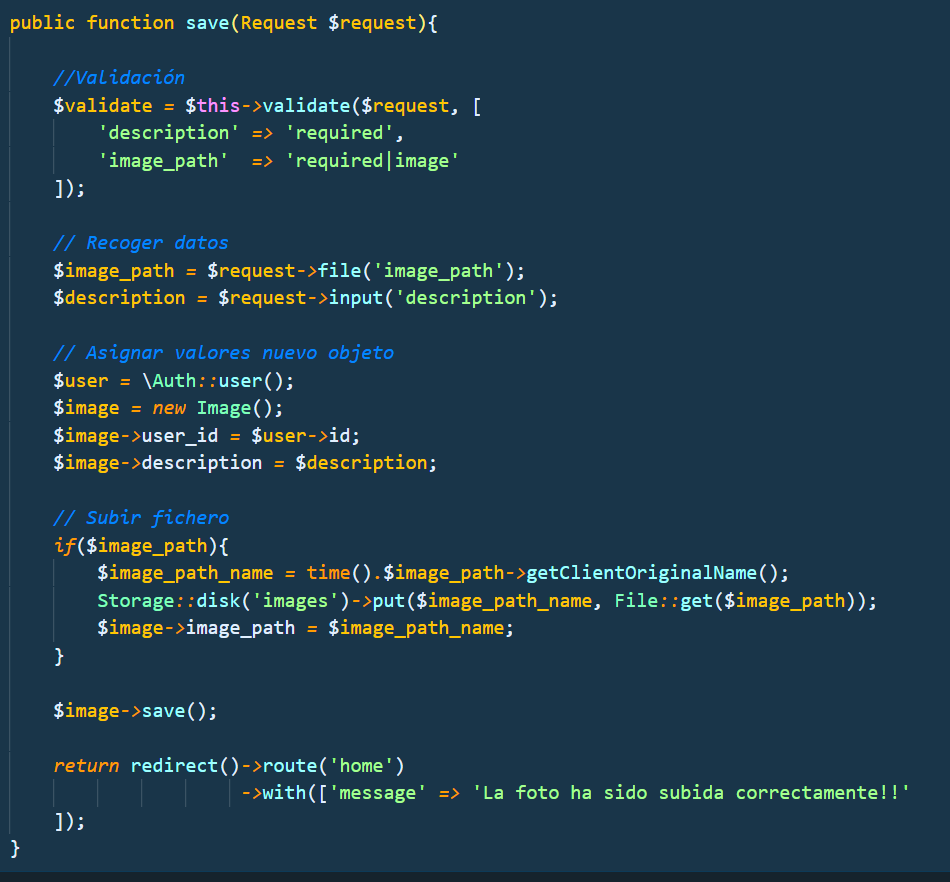 public function save(Request $request){
//Validación
$validate = $this->validate($request, [
'description' => 'required',
'image_path'  => 'required|image'
]);
// Recoger datos
$image_path = $request->file('image_path');
$description = $request->input('description');
// Asignar valores nuevo objeto
$user = \Auth::user();
$image = new Image();
$image->user_id = $user->id;
$image->description = $description;
// Subir fichero
if($image_path){
$image_path_name = time().$image_path->getClientOriginalName();
Storage::disk('images')->put($image_path_name, File::get($image_path));
$image->image_path = $image_path_name;
}
$image->save();
return redirect()->route('home')
->with(['message' => 'La foto ha sido subida correctamente!!'
]);
}